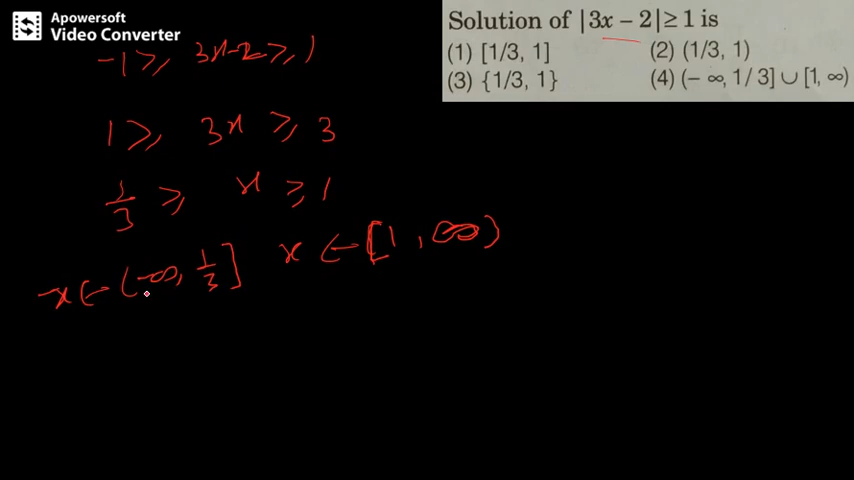 Apowersoft
Video Converter
Solution of |3x − 2| ≥ 1 is
(1) [1/3, 1] (2) (1/3, 1)
(3) {1/3, 1} (4) (− ∞, 1/3] ∪ [1, ∞)
-1 ≥ 3x-2 ≥ 1
1 ≥ 3x ≥ 3
1/3 ≥ x ≥ 1
x ∈ (-∞, 1/3] x ∈ [1, ∞)